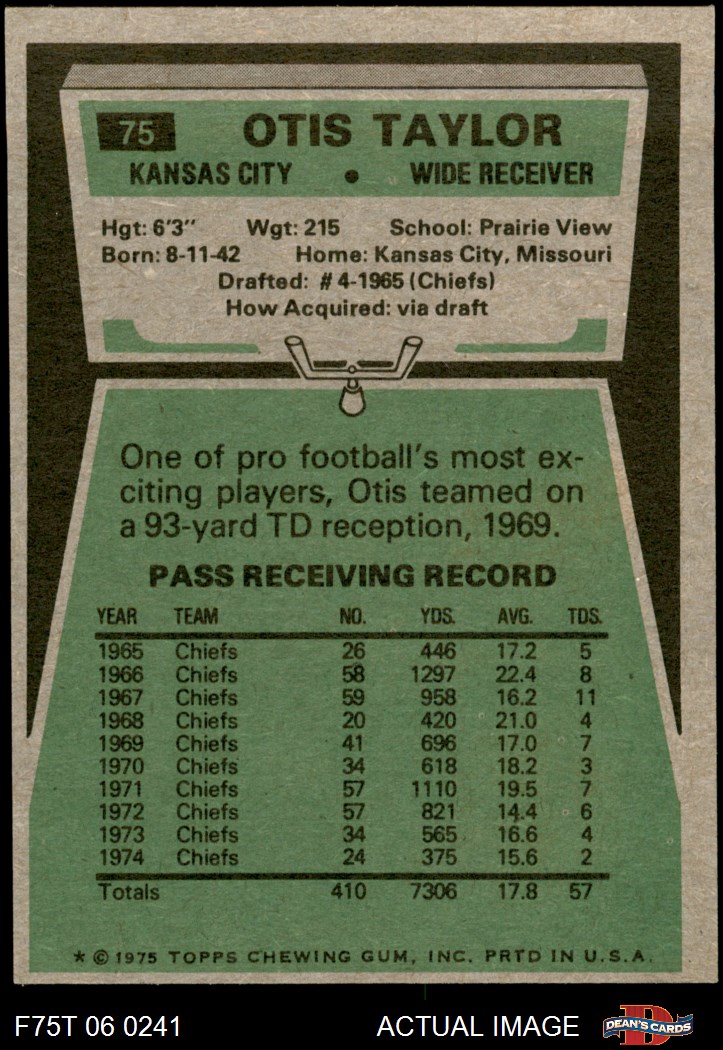 75 OTIS TAYLOR
KANSAS CITY • WIDE RECEIVER
Hgt: 6'3" Wgt: 215 School: Prairie View
Born: 8-11-42 Home: Kansas City, Missouri
Drafted: #4-1965 (Chiefs)
How Acquired: via draft
One of pro football's most ex-
citing players, Otis teamed on
a 93-yard TD reception, 1969.
PASS RECEIVING RECORD
YEAR TEAM NO. YDS. AVG. TDS.
1965 Chiefs 26 446 17.2 5
1966 Chiefs 58 1297 22.4 8
1967 Chiefs 59 958 16.2 11
1968 Chiefs 20 420 21.0 4
1969 Chiefs 41 696 17.0 7
1970 Chiefs 34 618 18.2 3
1971 Chiefs 57 1110 19.5 7
1972 Chiefs 57 821 14.4 6
1973 Chiefs 34 565 16.6 4
1974 Chiefs 24 375 15.6 2
Totals 410 7306 17.8 57
* © 1975 TOPPS CHEWING GUM, INC. PRTD IN U.S.A.
F75T 06 0241 ACTUAL IMAGE D DEAN'S CARDS